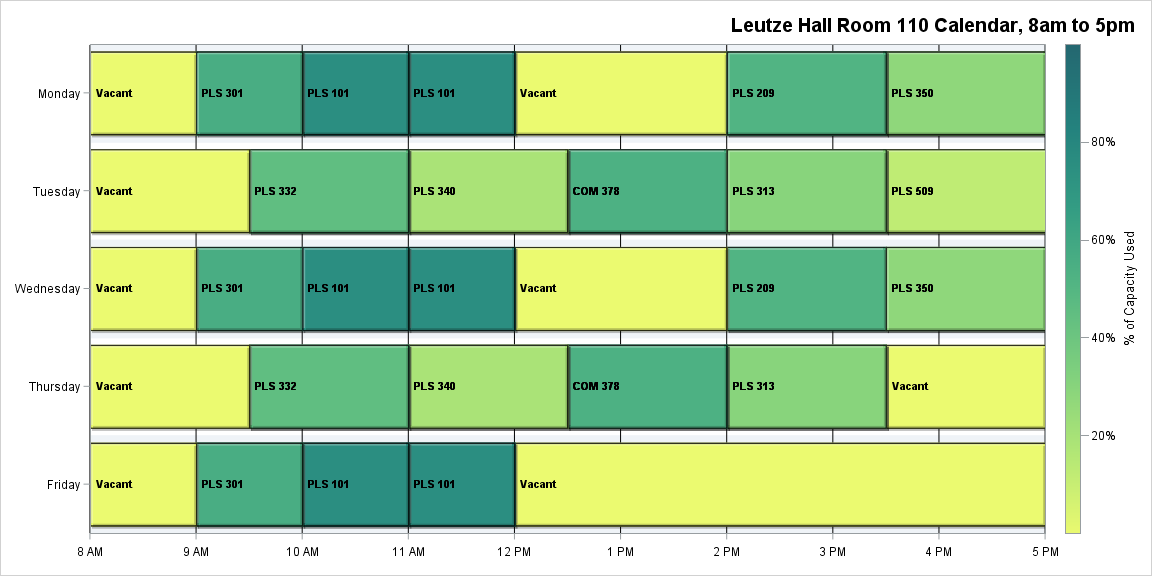 Leutze Hall Room 110 Calendar, 8am to 5pm
Monday
Vacant
PLS 301
PLS 101
PLS 101
Vacant
PLS 209
PLS 350
Tuesday
Vacant
PLS 332
PLS 340
COM 378
PLS 313
PLS 509
Wednesday
Vacant
PLS 301
PLS 101
PLS 101
Vacant
PLS 209
PLS 350
Thursday
Vacant
PLS 332
PLS 340
COM 378
PLS 313
Vacant
Friday
Vacant
PLS 301
PLS 101
PLS 101
Vacant
8 AM
9 AM
10 AM
11 AM
12 PM
1 PM
2 PM
3 PM
4 PM
5 PM
80%
60%
40%
20%
% of Capacity Used